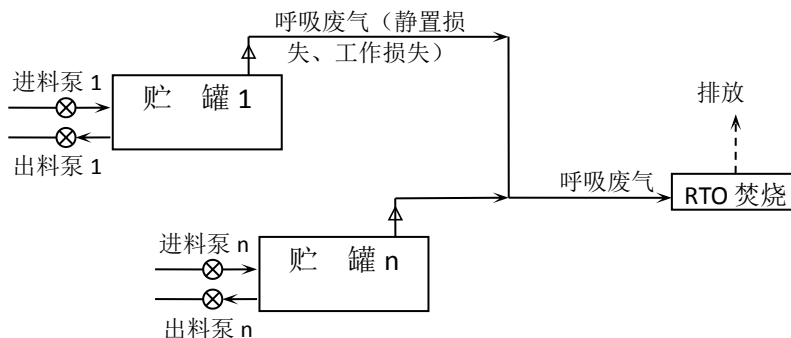 呼吸废气（静置损
失、工作损失）
进料泵 1
贮 罐 1
出料泵 1
排放
呼吸废气
RTO 焚烧
进料泵 n
贮 罐 n
出料泵 n